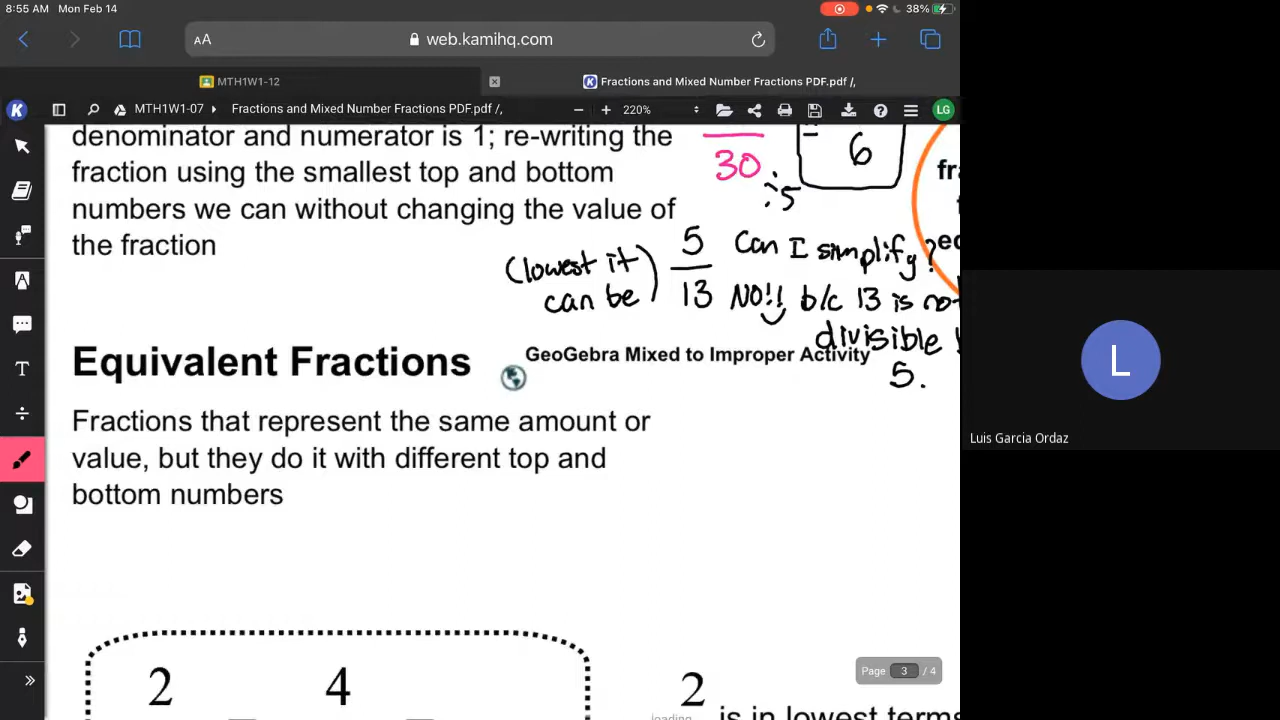 8:55 AM Mon Feb 14
38%
AA
web.kamihq.com
MTH1W1-12
Fractions and Mixed Number Fractions PDF.pdf /,
MTH1W1-07
Fractions and Mixed Number Fractions PDF.pdf /,
220%
LG
denominator and numerator is 1; re-writing the
fraction using the smallest top and bottom
numbers we can without changing the value of
the fraction
30
÷5
=
6
(lowest it can be)
5
13
Can I simplify?
NO!! b/c 13 is not
divisible
5.
Equivalent Fractions
GeoGebra Mixed to Improper Activity
Fractions that represent the same amount or
value, but they do it with different top and
bottom numbers
2
4
2
is in lowest terms
loading
Page 3 / 4
L
Luis Garcia Ordaz